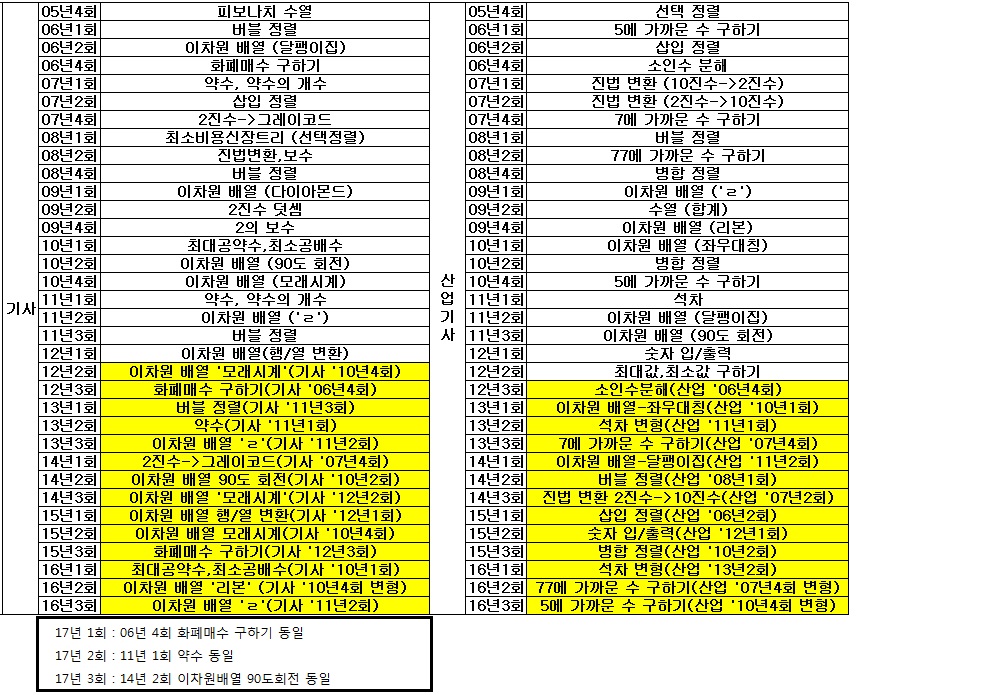 기사
05년4회 피보나치 수열
06년1회 버블 정렬
06년2회 이차원 배열 (달팽이집)
06년4회 화폐매수 구하기
07년1회 약수, 약수의 개수
07년2회 삽입 정렬
07년4회 2진수->그레이코드
08년1회 최소비용신장트리 (선택정렬)
08년2회 진법변환,보수
08년4회 버블 정렬
09년1회 이차원 배열 (다이아몬드)
09년2회 2진수 덧셈
09년4회 2의 보수
10년1회 최대공약수,최소공배수
10년2회 이차원 배열 (90도 회전)
10년4회 이차원 배열 (모래시계)
11년1회 약수, 약수의 개수
11년2회 이차원 배열 ('ㄹ')
11년3회 버블 정렬
12년1회 이차원 배열(행/열 변환)
12년2회 이차원 배열 '모래시계'(기사 '10년4회)
12년3회 화폐매수 구하기(기사 '06년4회)
13년1회 버블 정렬(기사 '11년3회)
13년2회 약수(기사 '11년1회)
13년3회 이차원 배열 'ㄹ'(기사 '11년2회)
14년1회 2진수->그레이코드(기사 '07년4회)
14년2회 이차원 배열 90도 회전(기사 '10년2회)
14년3회 이차원 배열 '모래시계'(기사 '12년2회)
15년1회 이차원 배열 행/열 변환(기사 '12년1회)
15년2회 이차원 배열 모래시계(기사 '10년4회)
15년3회 화폐매수 구하기(기사 '12년3회)
16년1회 최대공약수,최소공배수(기사 '10년1회)
16년2회 이차원 배열 '리본' (기사 '10년4회 변형)
16년3회 이차원 배열 'ㄹ'(기사 '11년2회)
산
업
기
사
05년4회 선택 정렬
06년1회 5에 가까운 수 구하기
06년2회 삽입 정렬
06년4회 소인수 분해
07년1회 진법 변환 (10진수->2진수)
07년2회 진법 변환 (2진수->10진수)
07년4회 7에 가까운 수 구하기
08년1회 버블 정렬
08년2회 77에 가까운 수 구하기
08년4회 병합 정렬
09년1회 이차원 배열 ('ㄹ')
09년2회 수열 (합계)
09년4회 이차원 배열 (리본)
10년1회 이차원 배열 (좌우대칭)
10년2회 병합 정렬
10년4회 5에 가까운 수 구하기
11년1회 석차
11년2회 이차원 배열 (달팽이집)
11년3회 이차원 배열 (90도 회전)
12년1회 숫자 입/출력
12년2회 최대값,최소값 구하기
12년3회 소인수분해(산업 '06년4회)
13년1회 이차원 배열-좌우대칭(산업 '10년1회)
13년2회 석차 변형(산업 '11년1회)
13년3회 7에 가까운 수 구하기(산업 '07년4회)
14년1회 이차원 배열-달팽이집(산업 '11년2회)
14년2회 버블 정렬(산업 '08년1회)
14년3회 진법 변환 2진수->10진수(산업 '07년2회)
15년1회 삽입 정렬(산업 '06년2회)
15년2회 숫자 입/출력(산업 '12년1회)
15년3회 병합 정렬(산업 '10년2회)
16년1회 석차 변형(산업 '13년2회)
16년2회 77에 가까운 수 구하기(산업 '07년4회 변형)
16년3회 5에 가까운 수 구하기(산업 '10년4회 변형)
17년 1회 : 06년 4회 화폐매수 구하기 동일
17년 2회 : 11년 1회 약수 동일
17년 3회 : 14년 2회 이차원배열 90도회전 동일